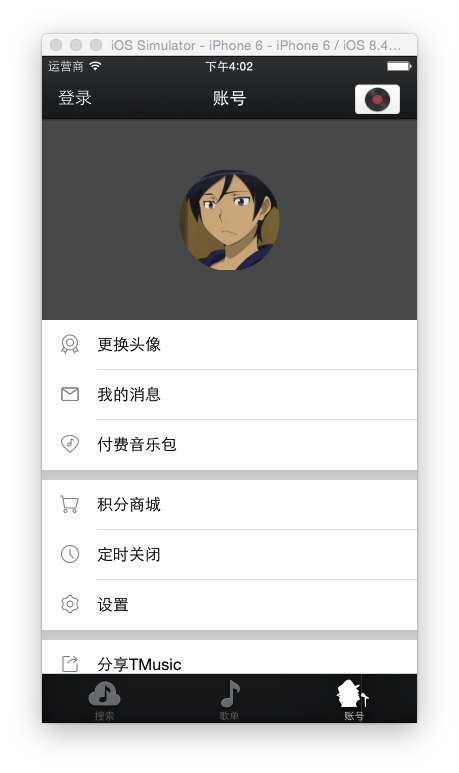 iOS Simulator - iPhone 6 - iPhone 6 / iOS 8.4...
运营商 下午4:02
登录 账号
更换头像
我的消息
付费音乐包
积分商城
定时关闭
设置
分享TMusic
搜索 歌单 账号